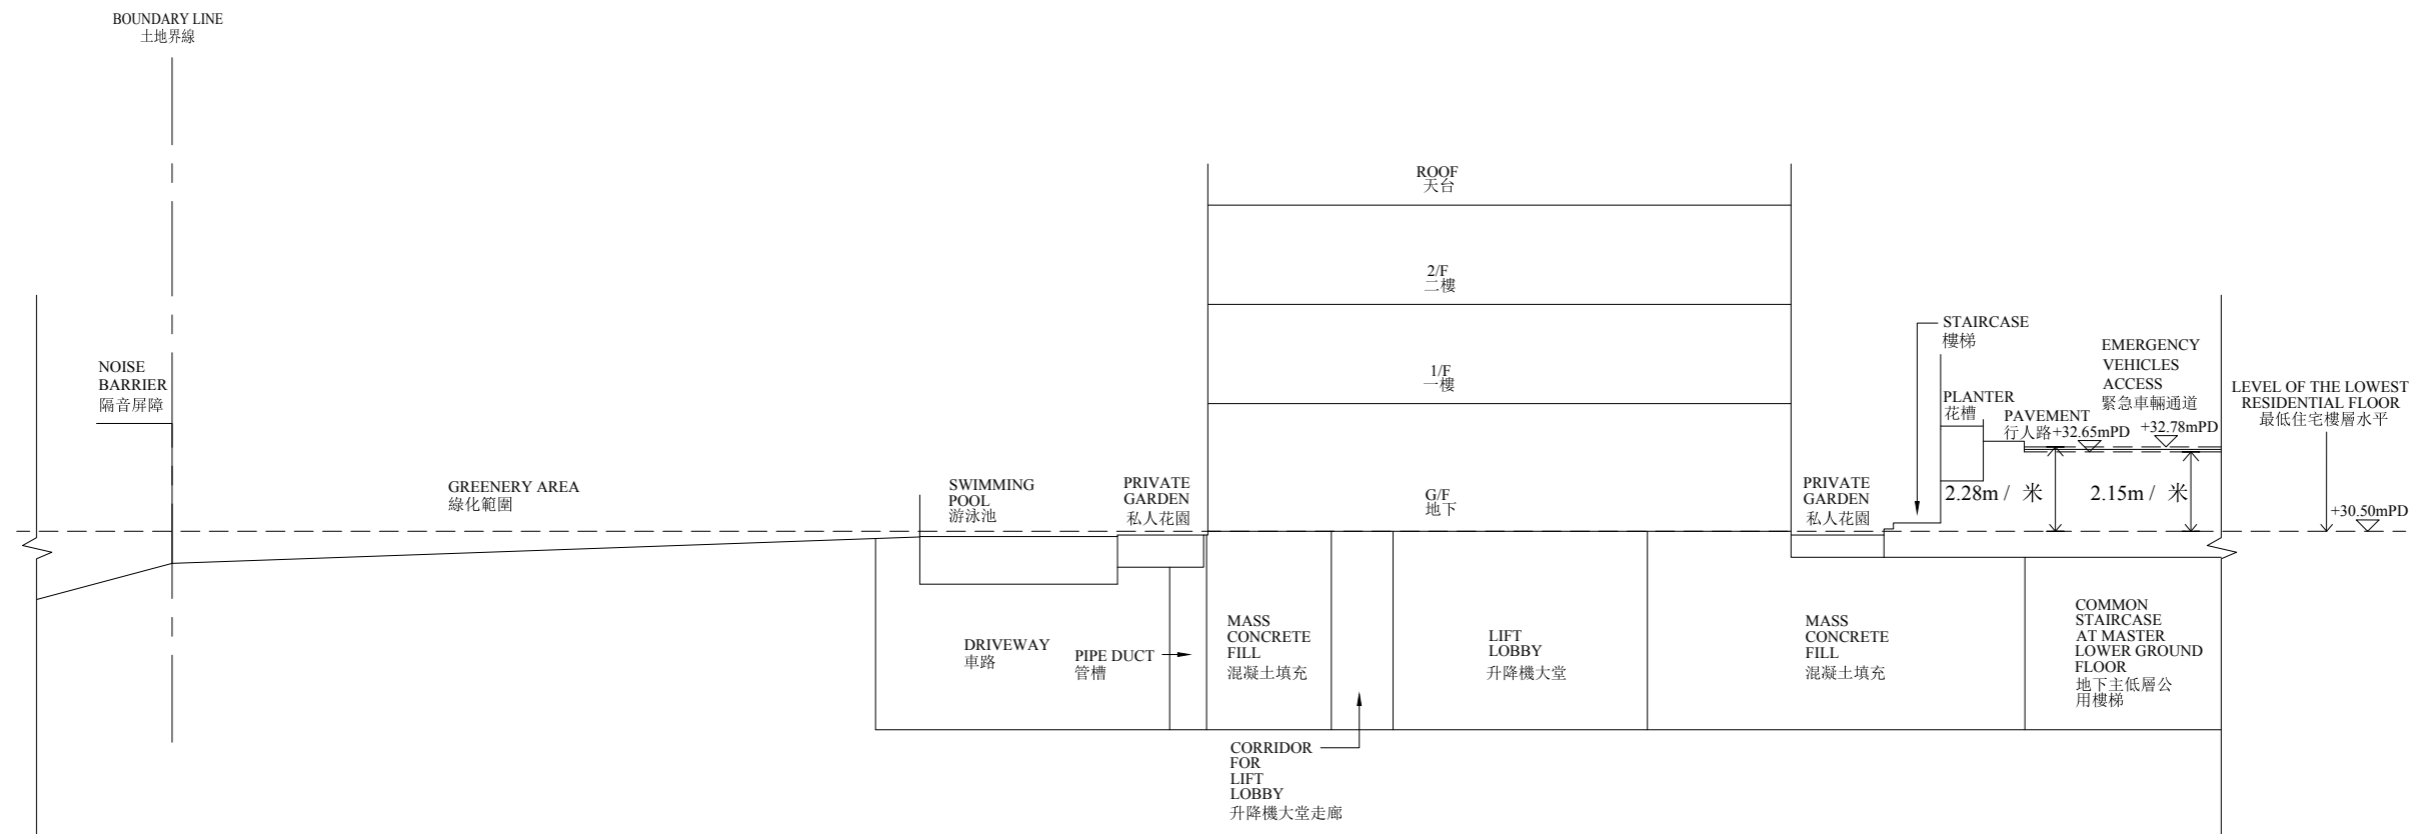 BOUNDARY LINE
土地界線
ROOF
天台
2/F
二樓
1/F
一樓
G/F
地下
NOISE
BARRIER
隔音屏障
GREENERY AREA
綠化範圍
SWIMMING
POOL
游泳池
PRIVATE
GARDEN
私人花園
PRIVATE
GARDEN
私人花園
STAIRCASE
樓梯
PLANTER
花槽
PAVEMENT
行人路
+32.65mPD
EMERGENCY
VEHICLES
ACCESS
緊急車輛通道
+32.78mPD
2.28m / 米
2.15m / 米
LEVEL OF THE LOWEST
RESIDENTIAL FLOOR
最低住宅樓層水平
+30.50mPD
DRIVEWAY
車路
PIPE DUCT
管槽
MASS
CONCRETE
FILL
混凝土填充
LIFT
LOBBY
升降機大堂
MASS
CONCRETE
FILL
混凝土填充
COMMON
STAIRCASE
AT MASTER
LOWER GROUND
FLOOR
地下主低層公
用樓梯
CORRIDOR
FOR
LIFT
LOBBY
升降機大堂走廊